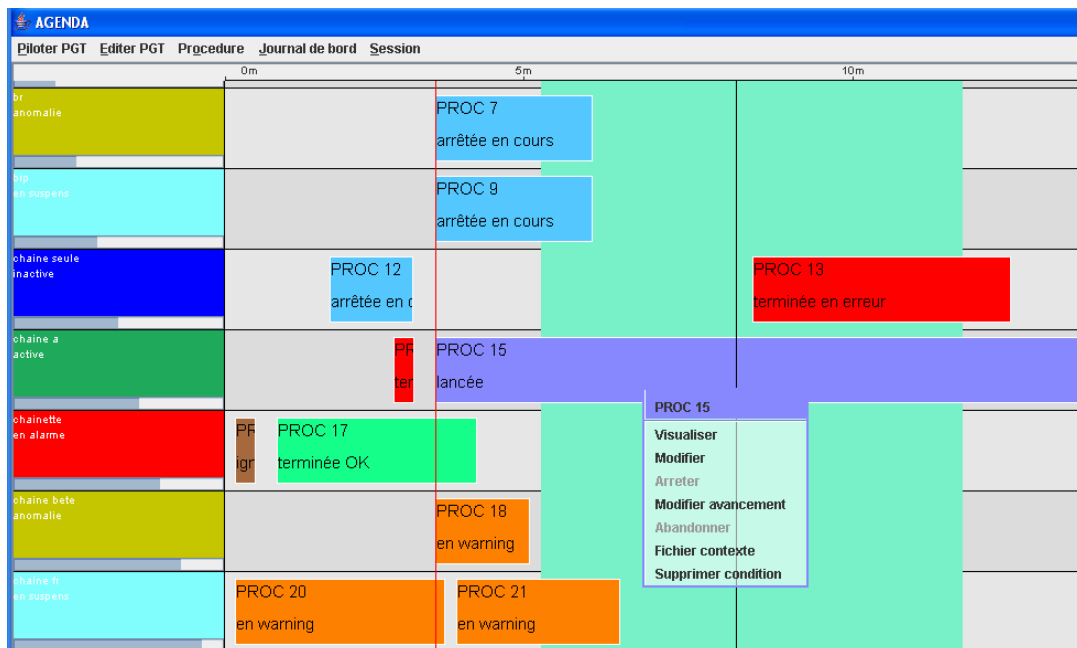 AGENDA
Piloter PGT Editer PGT Procedure Journal de bord Session
0m 5m 10m
br
anomalie
PROC 7
arrêtée en cours
bip
en suspens
PROC 9
arrêtée en cours
chaine seule
inactive
PROC 12
arrêtée en c
PROC 13
terminée en erreur
chaine a
active
PR
ter
PROC 15
lancée
PROC 15
Visualiser
Modifier
Arreter
Modifier avancement
Abandonner
Fichier contexte
Supprimer condition
chainette
en alarme
PR
igr
PROC 17
terminée OK
chaine bete
anomalie
PROC 18
en warning
chaine fr
en suspens
PROC 20
en warning
PROC 21
en warning